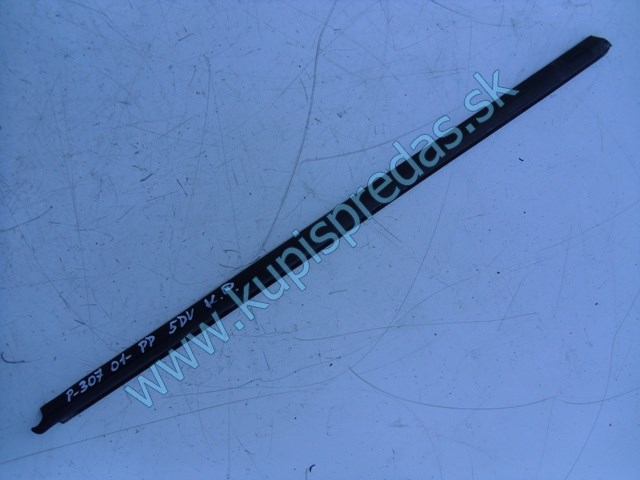 P-307 01- PP 5DV V.P.
www.kupispredas.sk